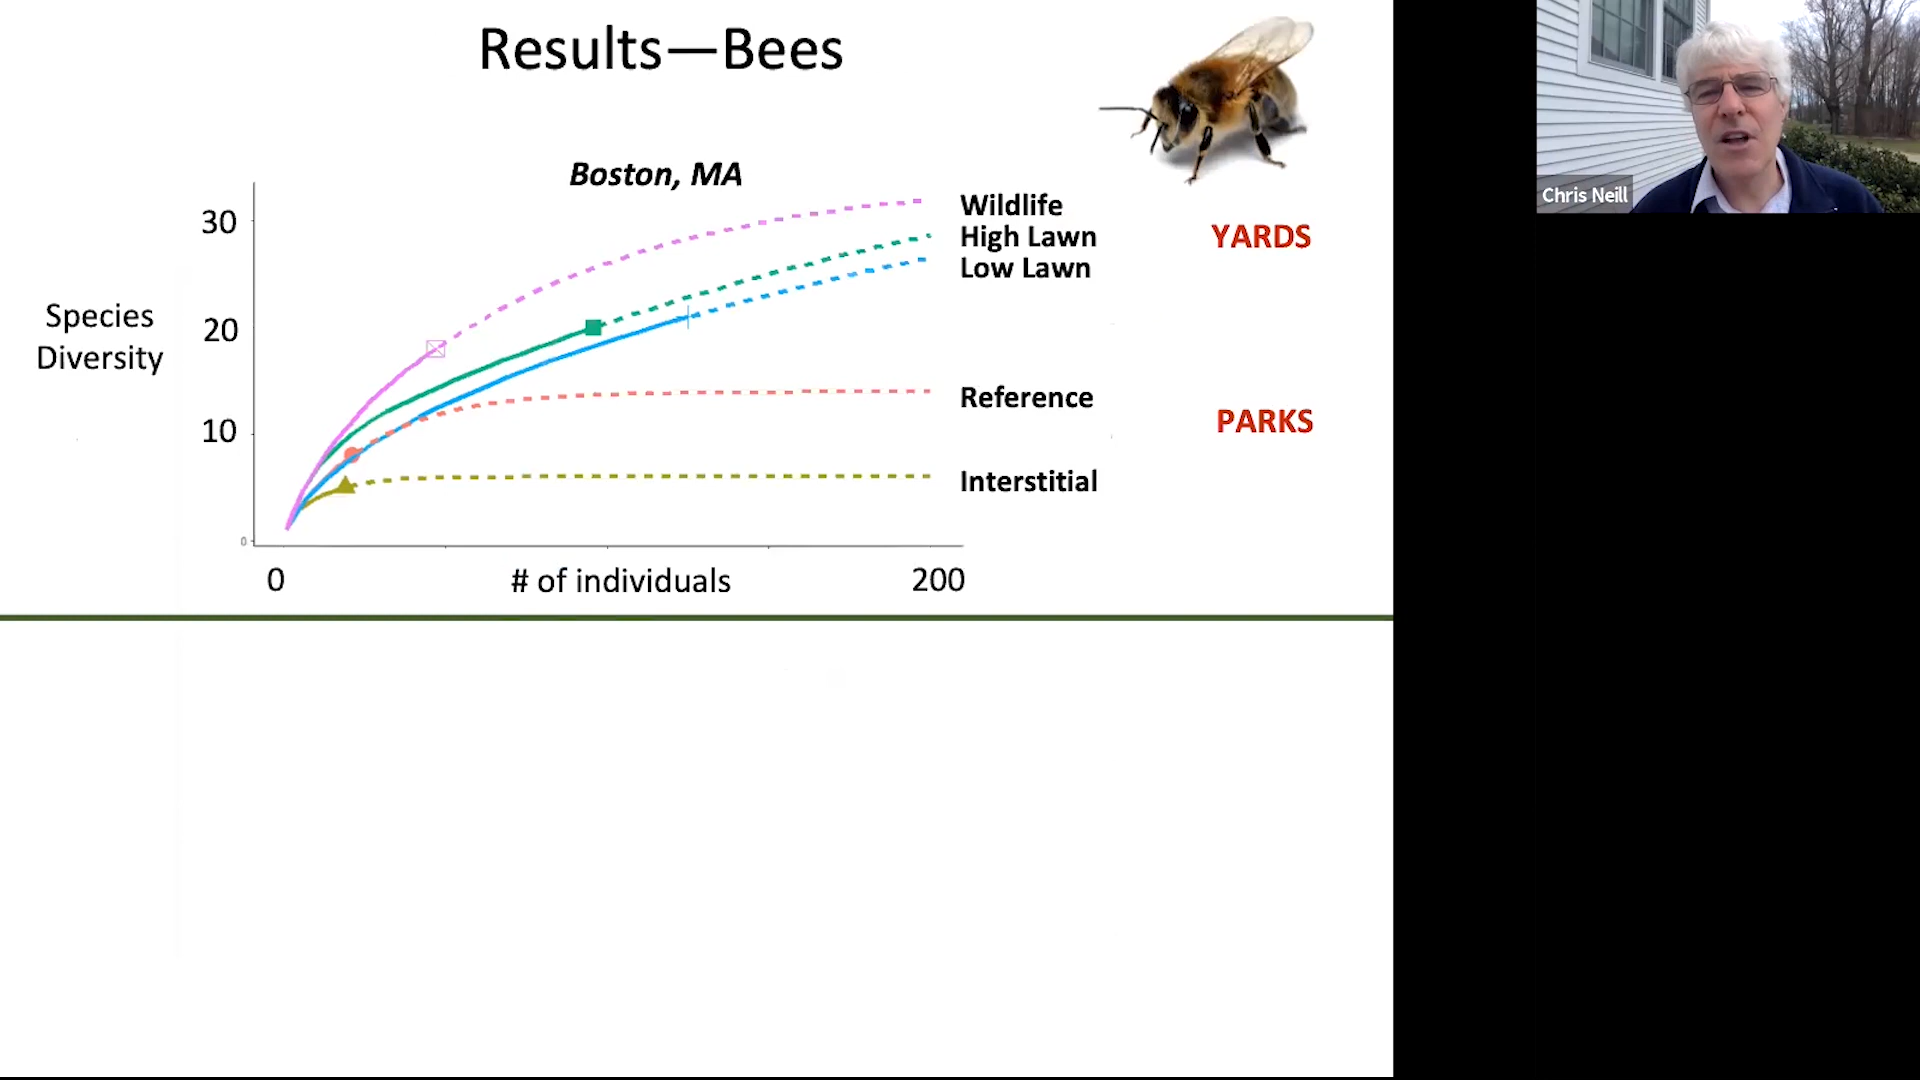 Results—Bees
Boston, MA
Species
Diversity
30
20
10
0
0
# of individuals
200
Wildlife
High Lawn
Low Lawn
Reference
Interstitial
YARDS
PARKS
Chris Neill